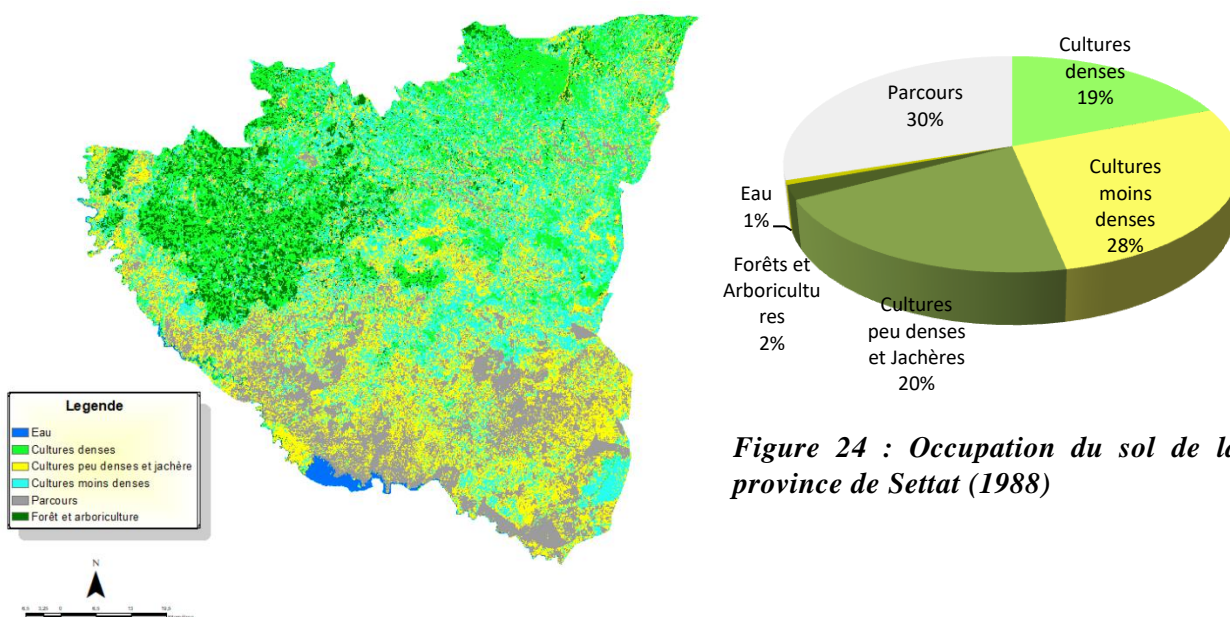 Cultures
denses
19%
Parcours
30%
Cultures
moins
denses
28%
Eau
1%
Forêts et
Arboricultu
res
2%
Cultures
peu denses
et Jachères
20%
Legende
Eau
Cultures denses
Cultures peu denses et jachère
Cultures moins denses
Parcours
Forêt et arboriculture
N
Figure 24 : Occupation du sol de la
province de Settat (1988)